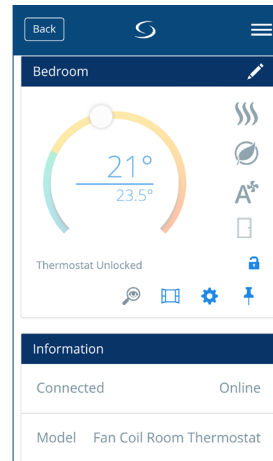 Back
Bedroom
21°
23.5°
A
Thermostat Unlocked
Information
Connected Online
Model Fan Coil Room Thermostat